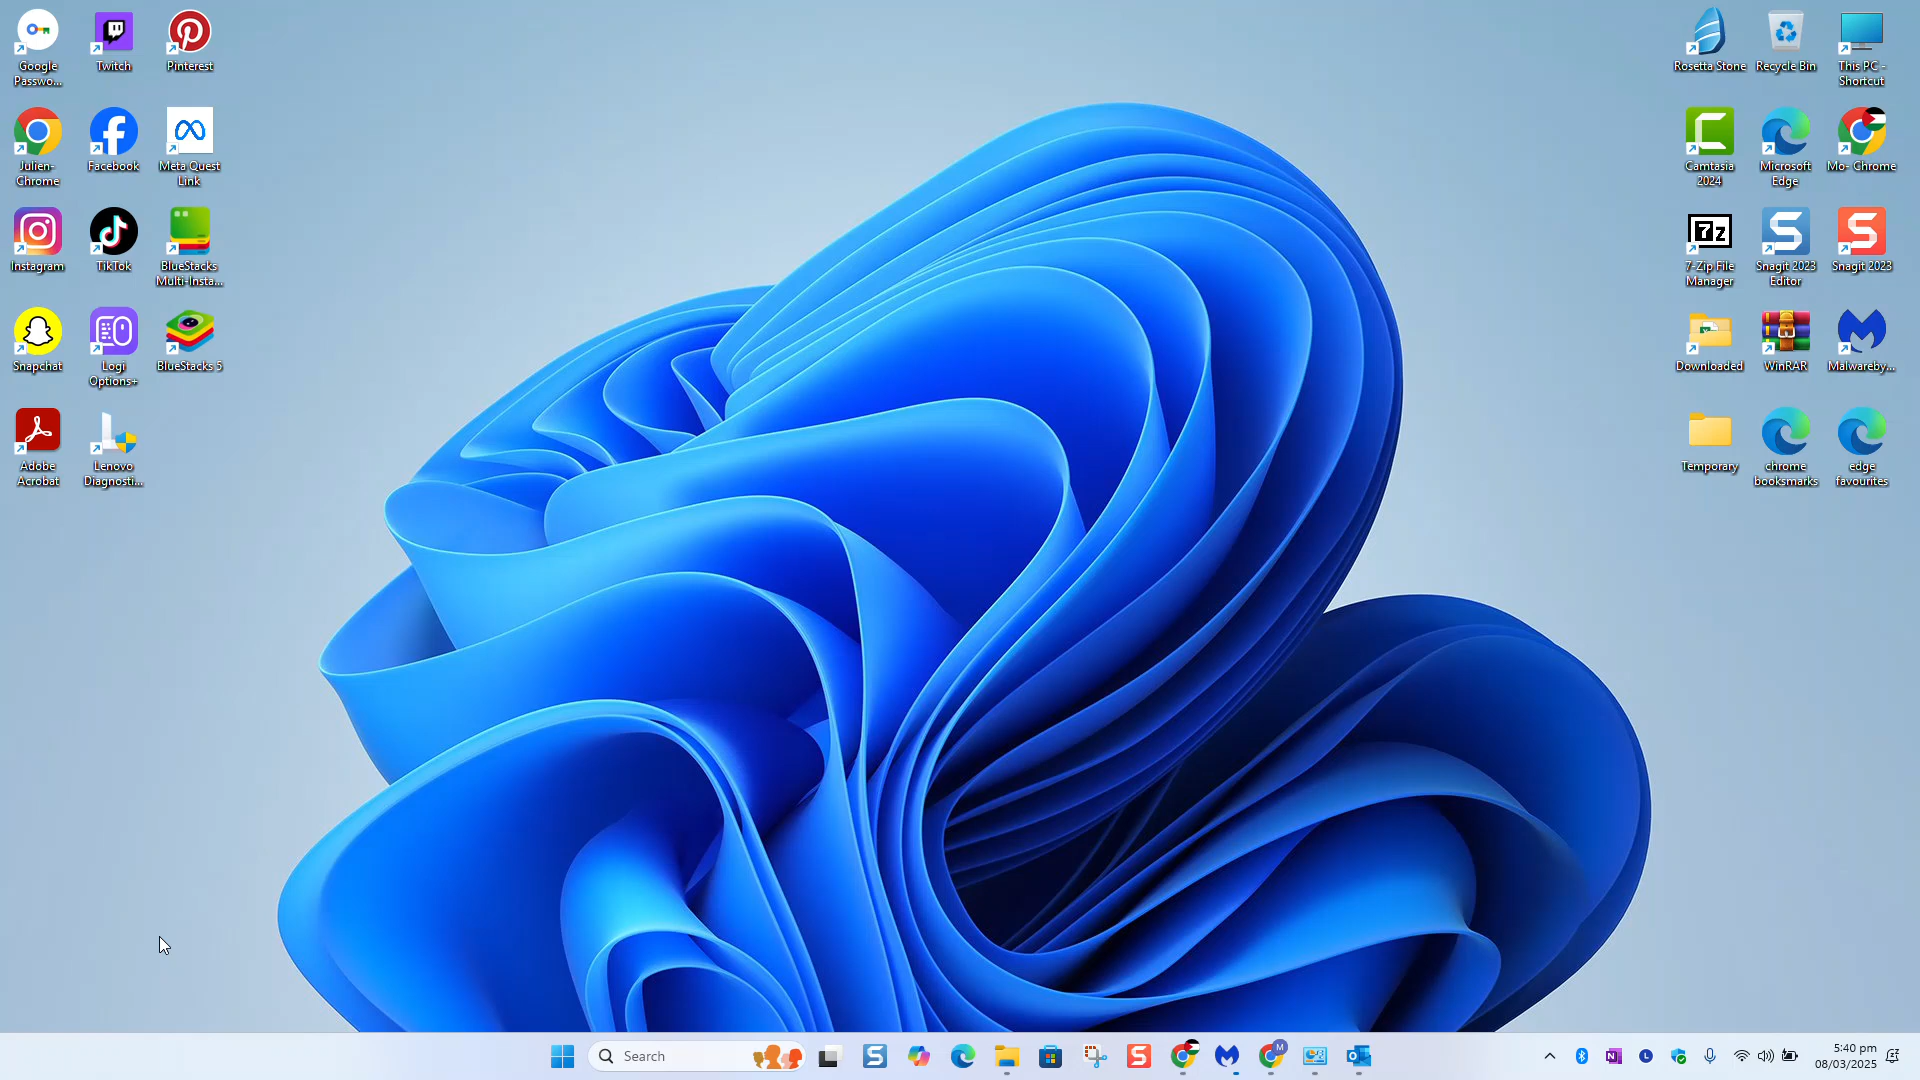 Google
Passwo...
Twitch
Pinterest
Julien-
Chrome
Facebook
Meta Quest
Link
Instagram
TikTok
BlueStacks
Multi-Insta...
Snapchat
Logi
Options+
BlueStacks 5
Adobe
Acrobat
Lenovo
Diagnosti...
Rosetta Stone
Recycle Bin
This PC -
Shortcut
Camtasia
2024
Microsoft
Edge
Mo- Chrome
7z
7-Zip File
Manager
Snagit 2023
Editor
Snagit 2023
Downloaded
WinRAR
Malwareby...
Temporary
chrome
booksmarks
edge
favourites
Search
M
N
L
5:40 pm
08/03/2025